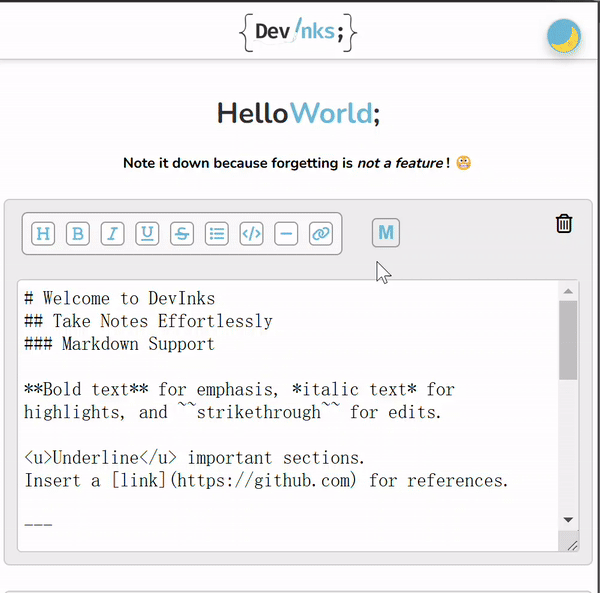 {Dev/nks;}
HelloWorld;
Note it down because forgetting is not a feature ! 😬
H B I U S </> M
# Welcome to DevInks
## Take Notes Effortlessly
### Markdown Support
**Bold text** for emphasis, *italic text* for
highlights, and ~~strikethrough~~ for edits.
<u>Underline</u> important sections.
Insert a [link](https://github.com) for references.
---